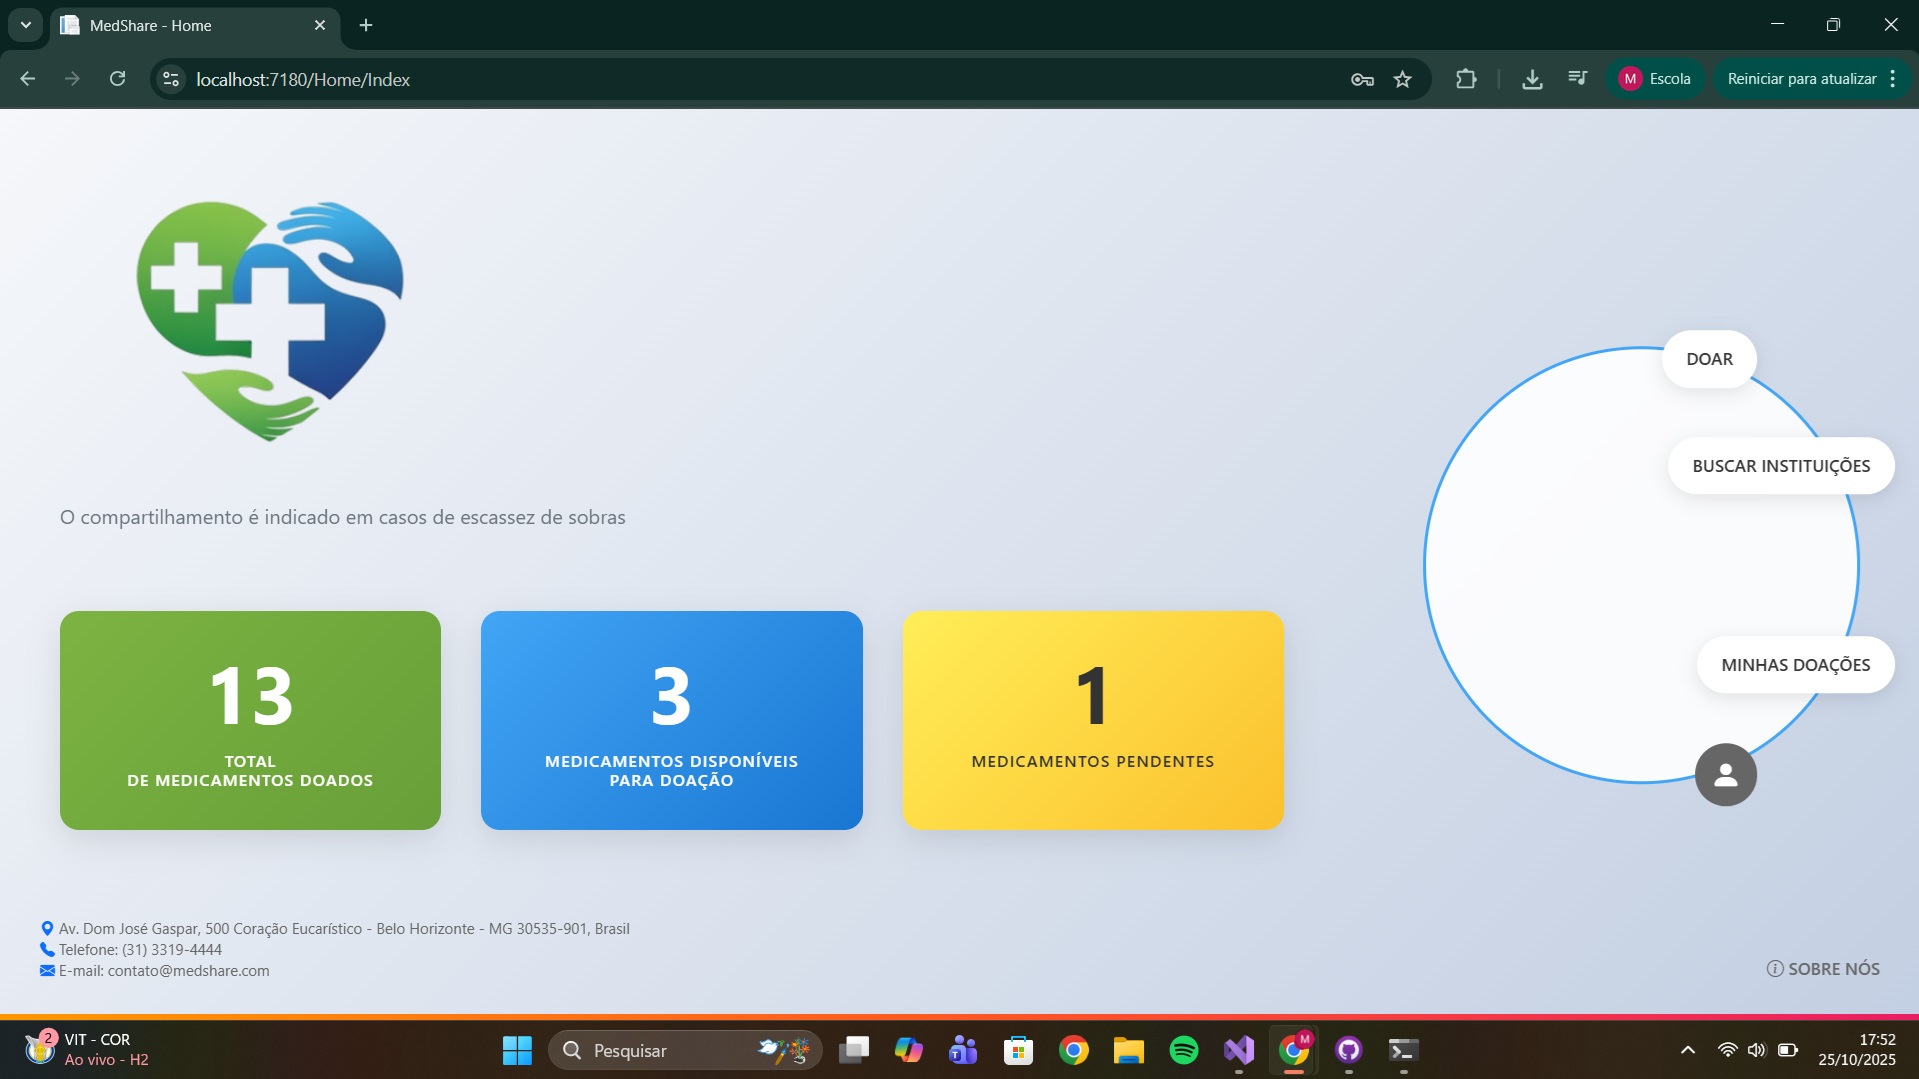 MedShare - Home
localhost:7180/Home/Index
M Escola
Reiniciar para atualizar
DOAR
BUSCAR INSTITUIÇÕES
O compartilhamento é indicado em casos de escassez de sobras
13
TOTAL
DE MEDICAMENTOS DOADOS
3
MEDICAMENTOS DISPONÍVEIS
PARA DOAÇÃO
1
MEDICAMENTOS PENDENTES
MINHAS DOAÇÕES
Av. Dom José Gaspar, 500 Coração Eucarístico - Belo Horizonte - MG 30535-901, Brasil
Telefone: (31) 3319-4444
E-mail: contato@medshare.com
SOBRE NÓS
2
VIT - COR
Ao vivo - H2
Pesquisar
M
17:52
25/10/2025